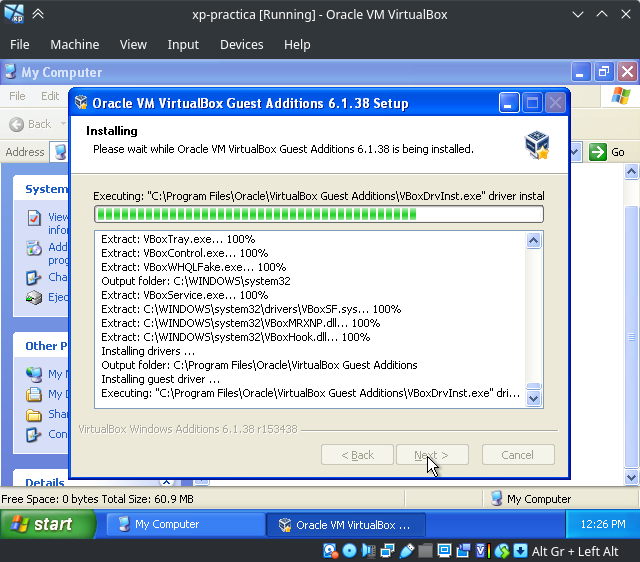 xp-practica [Running] - Oracle VM VirtualBox
File Machine View Input Devices Help
My Computer
File Edit
Back
Address Go
Oracle VM VirtualBox Guest Additions 6.1.38 Setup
Installing
Please wait while Oracle VM VirtualBox Guest Additions 6.1.38 is being installed.
Executing: "C:\Program Files\Oracle\VirtualBox Guest Additions\VBoxDrvInst.exe" driver instal
Extract: VBoxTray.exe... 100%
Extract: VBoxControl.exe... 100%
Extract: VBoxWHQLFake.exe... 100%
Output folder: C:\WINDOWS\system32
Extract: VBoxService.exe... 100%
Extract: C:\WINDOWS\system32\drivers\VBoxSF.sys... 100%
Extract: C:\WINDOWS\system32\VBoxMRXNP.dll... 100%
Extract: C:\WINDOWS\system32\VBoxHook.dll... 100%
Installing drivers ...
Output folder: C:\Program Files\Oracle\VirtualBox Guest Additions
Installing guest driver ...
Executing: "C:\Program Files\Oracle\VirtualBox Guest Additions\VBoxDrvInst.exe" dri...
VirtualBox Windows Additions 6.1.38 r153438
< Back Next > Cancel
System
View
infor
Add
prog
Cha
Ejec
Other P
My N
My D
Shar
Con
Details
Free Space: 0 bytes Total Size: 60.9 MB My Computer
start My Computer Oracle VM VirtualBox ... 12:26 PM
Alt Gr + Left Alt